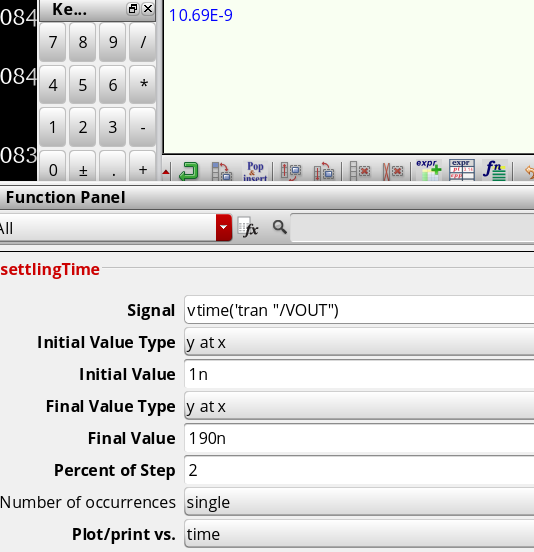 084
Ke...
10.69E-9
7 8 9 /
084
4 5 6 *
1 2 3 -
083
0 ± . +
Pop
&
insert
expr
expr
fn
Function Panel
All
fx
settlingTime
Signal vtime('tran "/VOUT")
Initial Value Type y at x
Initial Value 1n
Final Value Type y at x
Final Value 190n
Percent of Step 2
Number of occurrences single
Plot/print vs. time